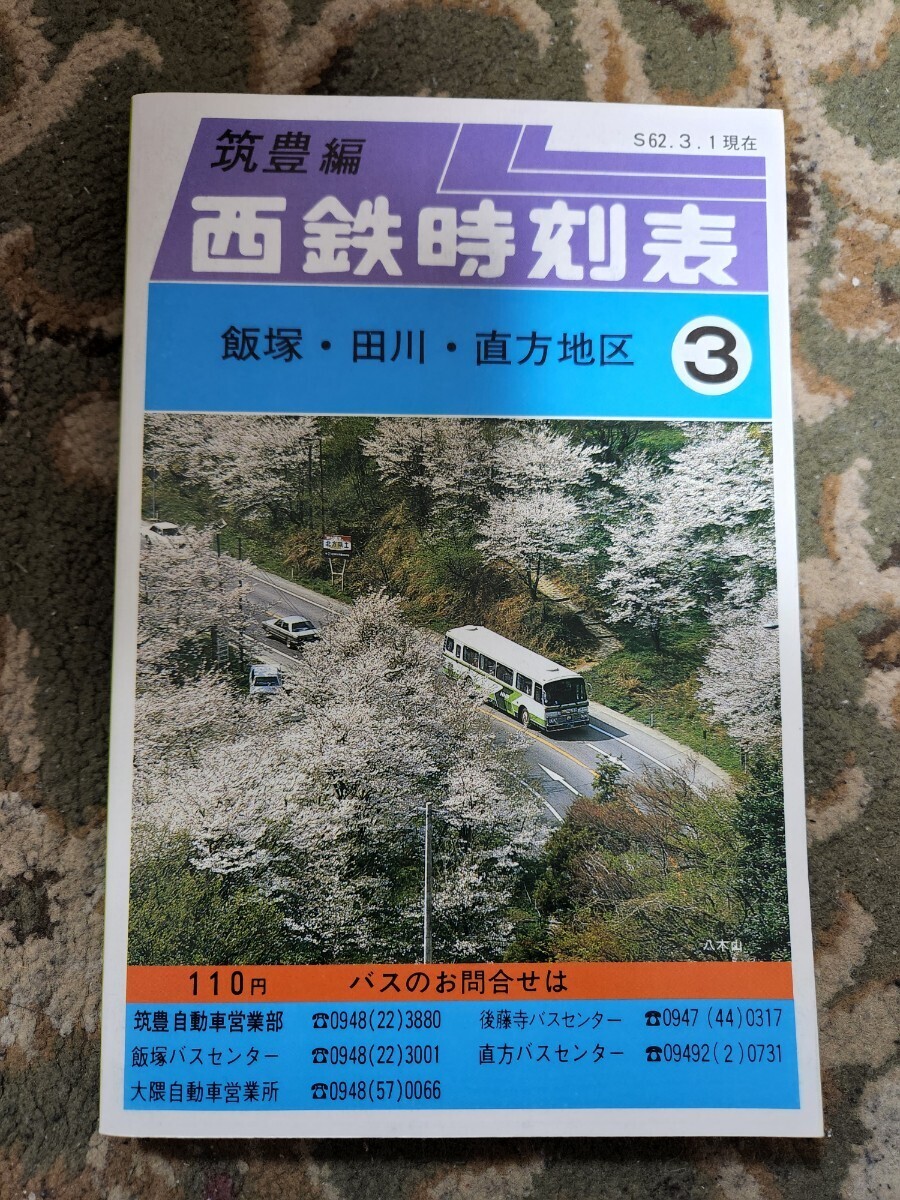 筑豊編
S62.3.1現在
西鉄時刻表
飯塚・田川・直方地区
3
八木山
110円 バスのお問合せは
筑豊自動車営業部 ☎0948(22)3880 後藤寺バスセンター ☎0947(44)0317
飯塚バスセンター ☎0948(22)3001 直方バスセンター ☎09492(2)0731
大隈自動車営業所 ☎0948(57)0066